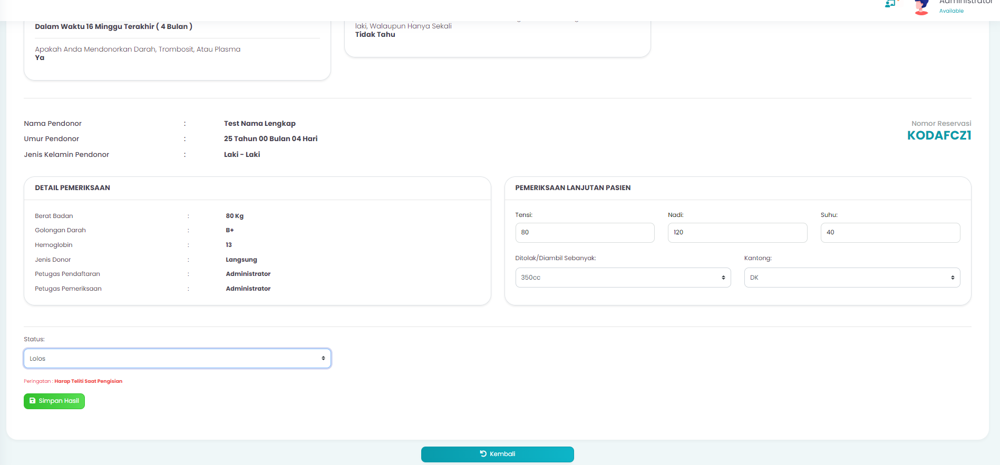 Administrator
Available
Dalam Waktu 16 Minggu Terakhir ( 4 Bulan )
Apakah Anda Mendonorkan Darah, Trombosit, Atau Plasma
Ya
laki, Walaupun Hanya Sekali
Tidak Tahu
Nama Pendonor : Test Nama Lengkap
Umur Pendonor : 25 Tahun 00 Bulan 04 Hari
Jenis Kelamin Pendonor : Laki - Laki
Nomor Reservasi
KODAFCZ1
DETAIL PEMERIKSAAN
Berat Badan : 80 Kg
Golongan Darah : B+
Hemoglobin : 13
Jenis Donor : Langsung
Petugas Pendaftaran : Administrator
Petugas Pemeriksaan : Administrator
PEMERIKSAAN LANJUTAN PASIEN
Tensi: Nadi: Suhu:
80 120 40
Ditolak/Diambil Sebanyak: Kantong:
350cc DK
Status:
Lolos
Peringatan : Harap Teliti Saat Pengisian
Simpan Hasil
Kembali